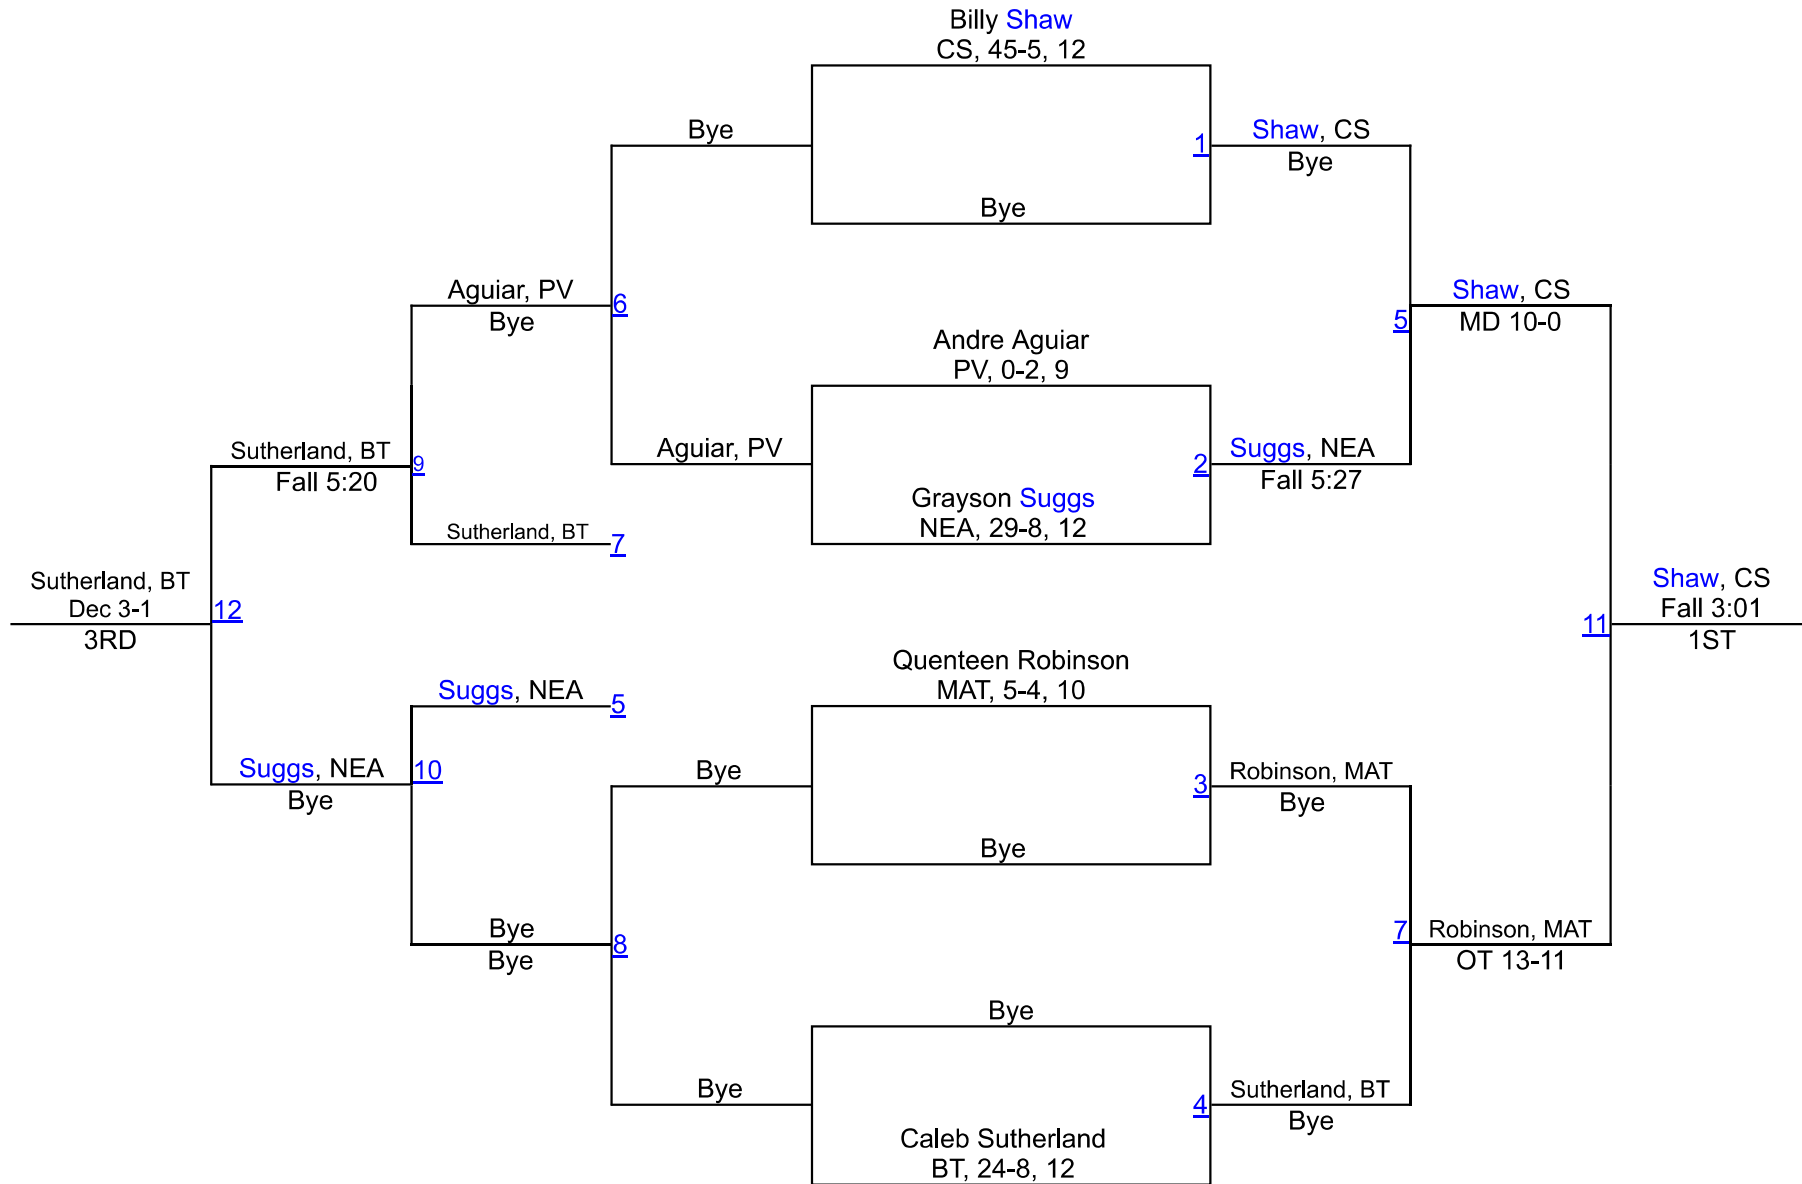 Billy Shaw
CS, 45-5, 12
Bye
1
Shaw, CS
Bye
Bye
Aguiar, PV
Bye
6
Andre Aguiar
PV, 0-2, 9
5
Shaw, CS
MD 10-0
Sutherland, BT
Fall 5:20
9
Aguiar, PV
2
Suggs, NEA
Fall 5:27
Grayson Suggs
NEA, 29-8, 12
Sutherland, BT
7
Sutherland, BT
Dec 3-1
3RD
12
11
Shaw, CS
Fall 3:01
1ST
Quenteen Robinson
MAT, 5-4, 10
Suggs, NEA
5
Suggs, NEA
Bye
10
Bye
3
Robinson, MAT
Bye
Bye
Bye
Bye
8
7
Robinson, MAT
OT 13-11
Bye
Bye
4
Sutherland, BT
Bye
Caleb Sutherland
BT, 24-8, 12